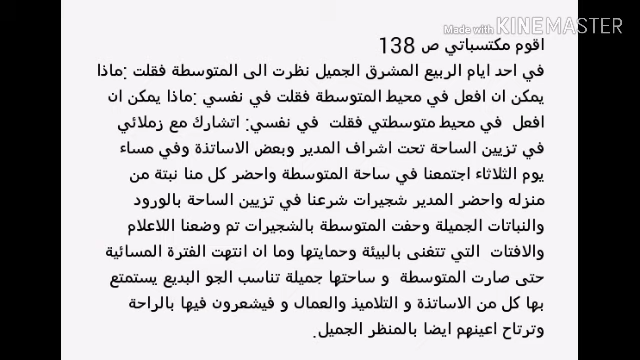 Made with KINEMASTER
اقوم مكتسباتي ص 138
في احد ايام الربيع المشرق الجميل نظرت الى المتوسطة فقلت :ماذا
يمكن ان افعل في محيط المتوسطة فقلت في نفسي :ماذا يمكن ان
افعل في محيط متوسطتي فقلت في نفسي: اتشارك مع زملائي
في تزيين الساحة تحت اشراف المدير وبعض الاساتذة وفي مساء
يوم الثلاثاء اجتمعنا في ساحة المتوسطة واحضر كل منا نبتة من
منزله واحضر المدير شجيرات شرعنا في تزيين الساحة بالورود
والنباتات الجميلة وحفت المتوسطة بالشجيرات تم وضعنا اللاعلام
والافتات التي تتغنى بالبيئة وحمايتها وما ان انتهت الفترة المسائية
حتى صارت المتوسطة و ساحتها جميلة تناسب الجو البديع يستمتع
بها كل من الاساتذة و التلاميذ والعمال و فيشعرون فيها بالراحة
وترتاح اعينهم ايضا بالمنظر الجميل.